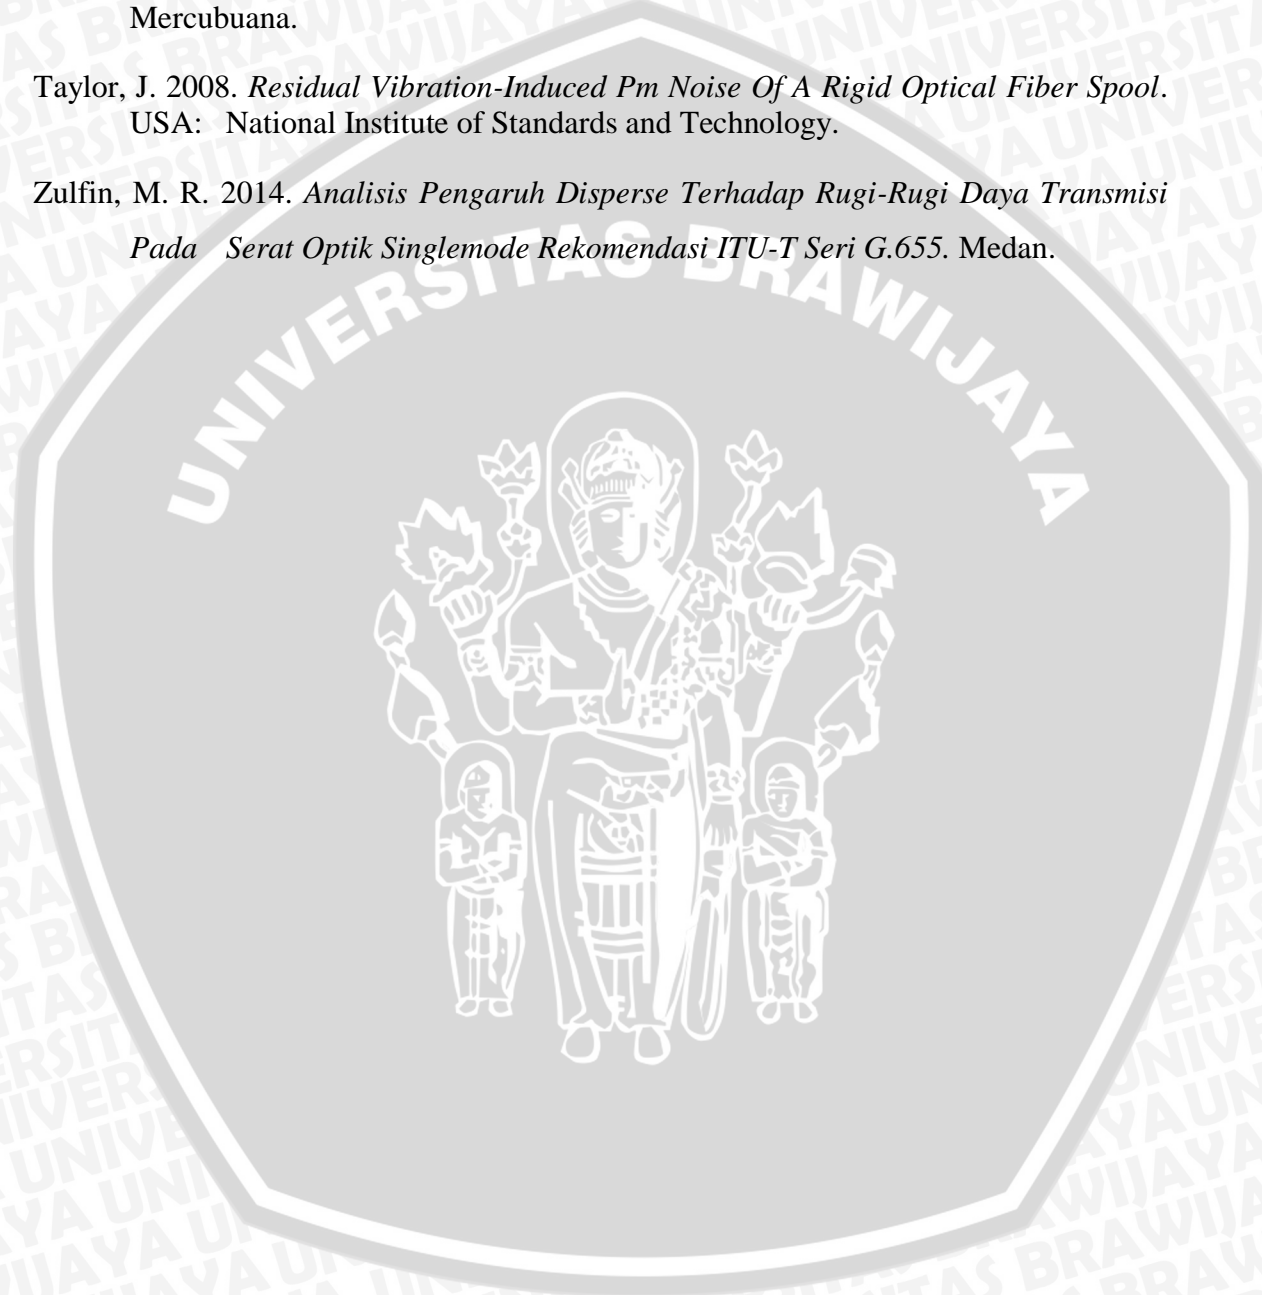 Mercubuana.
Taylor, J. 2008. Residual Vibration-Induced Pm Noise Of A Rigid Optical Fiber Spool.
USA: National Institute of Standards and Technology.
Zulfin, M. R. 2014. Analisis Pengaruh Disperse Terhadap Rugi-Rugi Daya Transmisi
Pada Serat Optik Singlemode Rekomendasi ITU-T Seri G.655. Medan.
UNIVERSITAS BRAWIJAYA